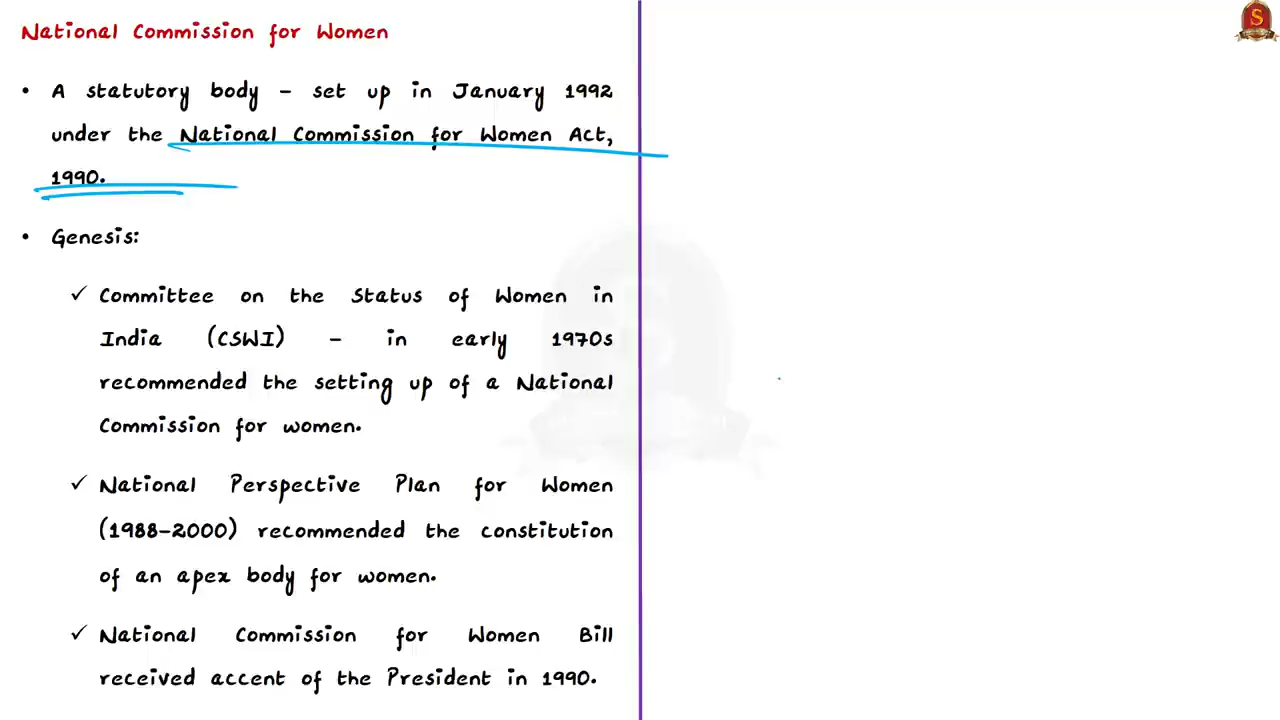 National Commission for Women
• A statutory body – set up in January 1992
under the National Commission for Women Act,
1990.
• Genesis:
✓ Committee on the Status of Women in
India (CSWI) – in early 1970s
recommended the setting up of a National
Commission for women.
✓ National Perspective Plan for Women
(1988-2000) recommended the constitution
of an apex body for women.
✓ National Commission for Women Bill
received accent of the President in 1990.
S